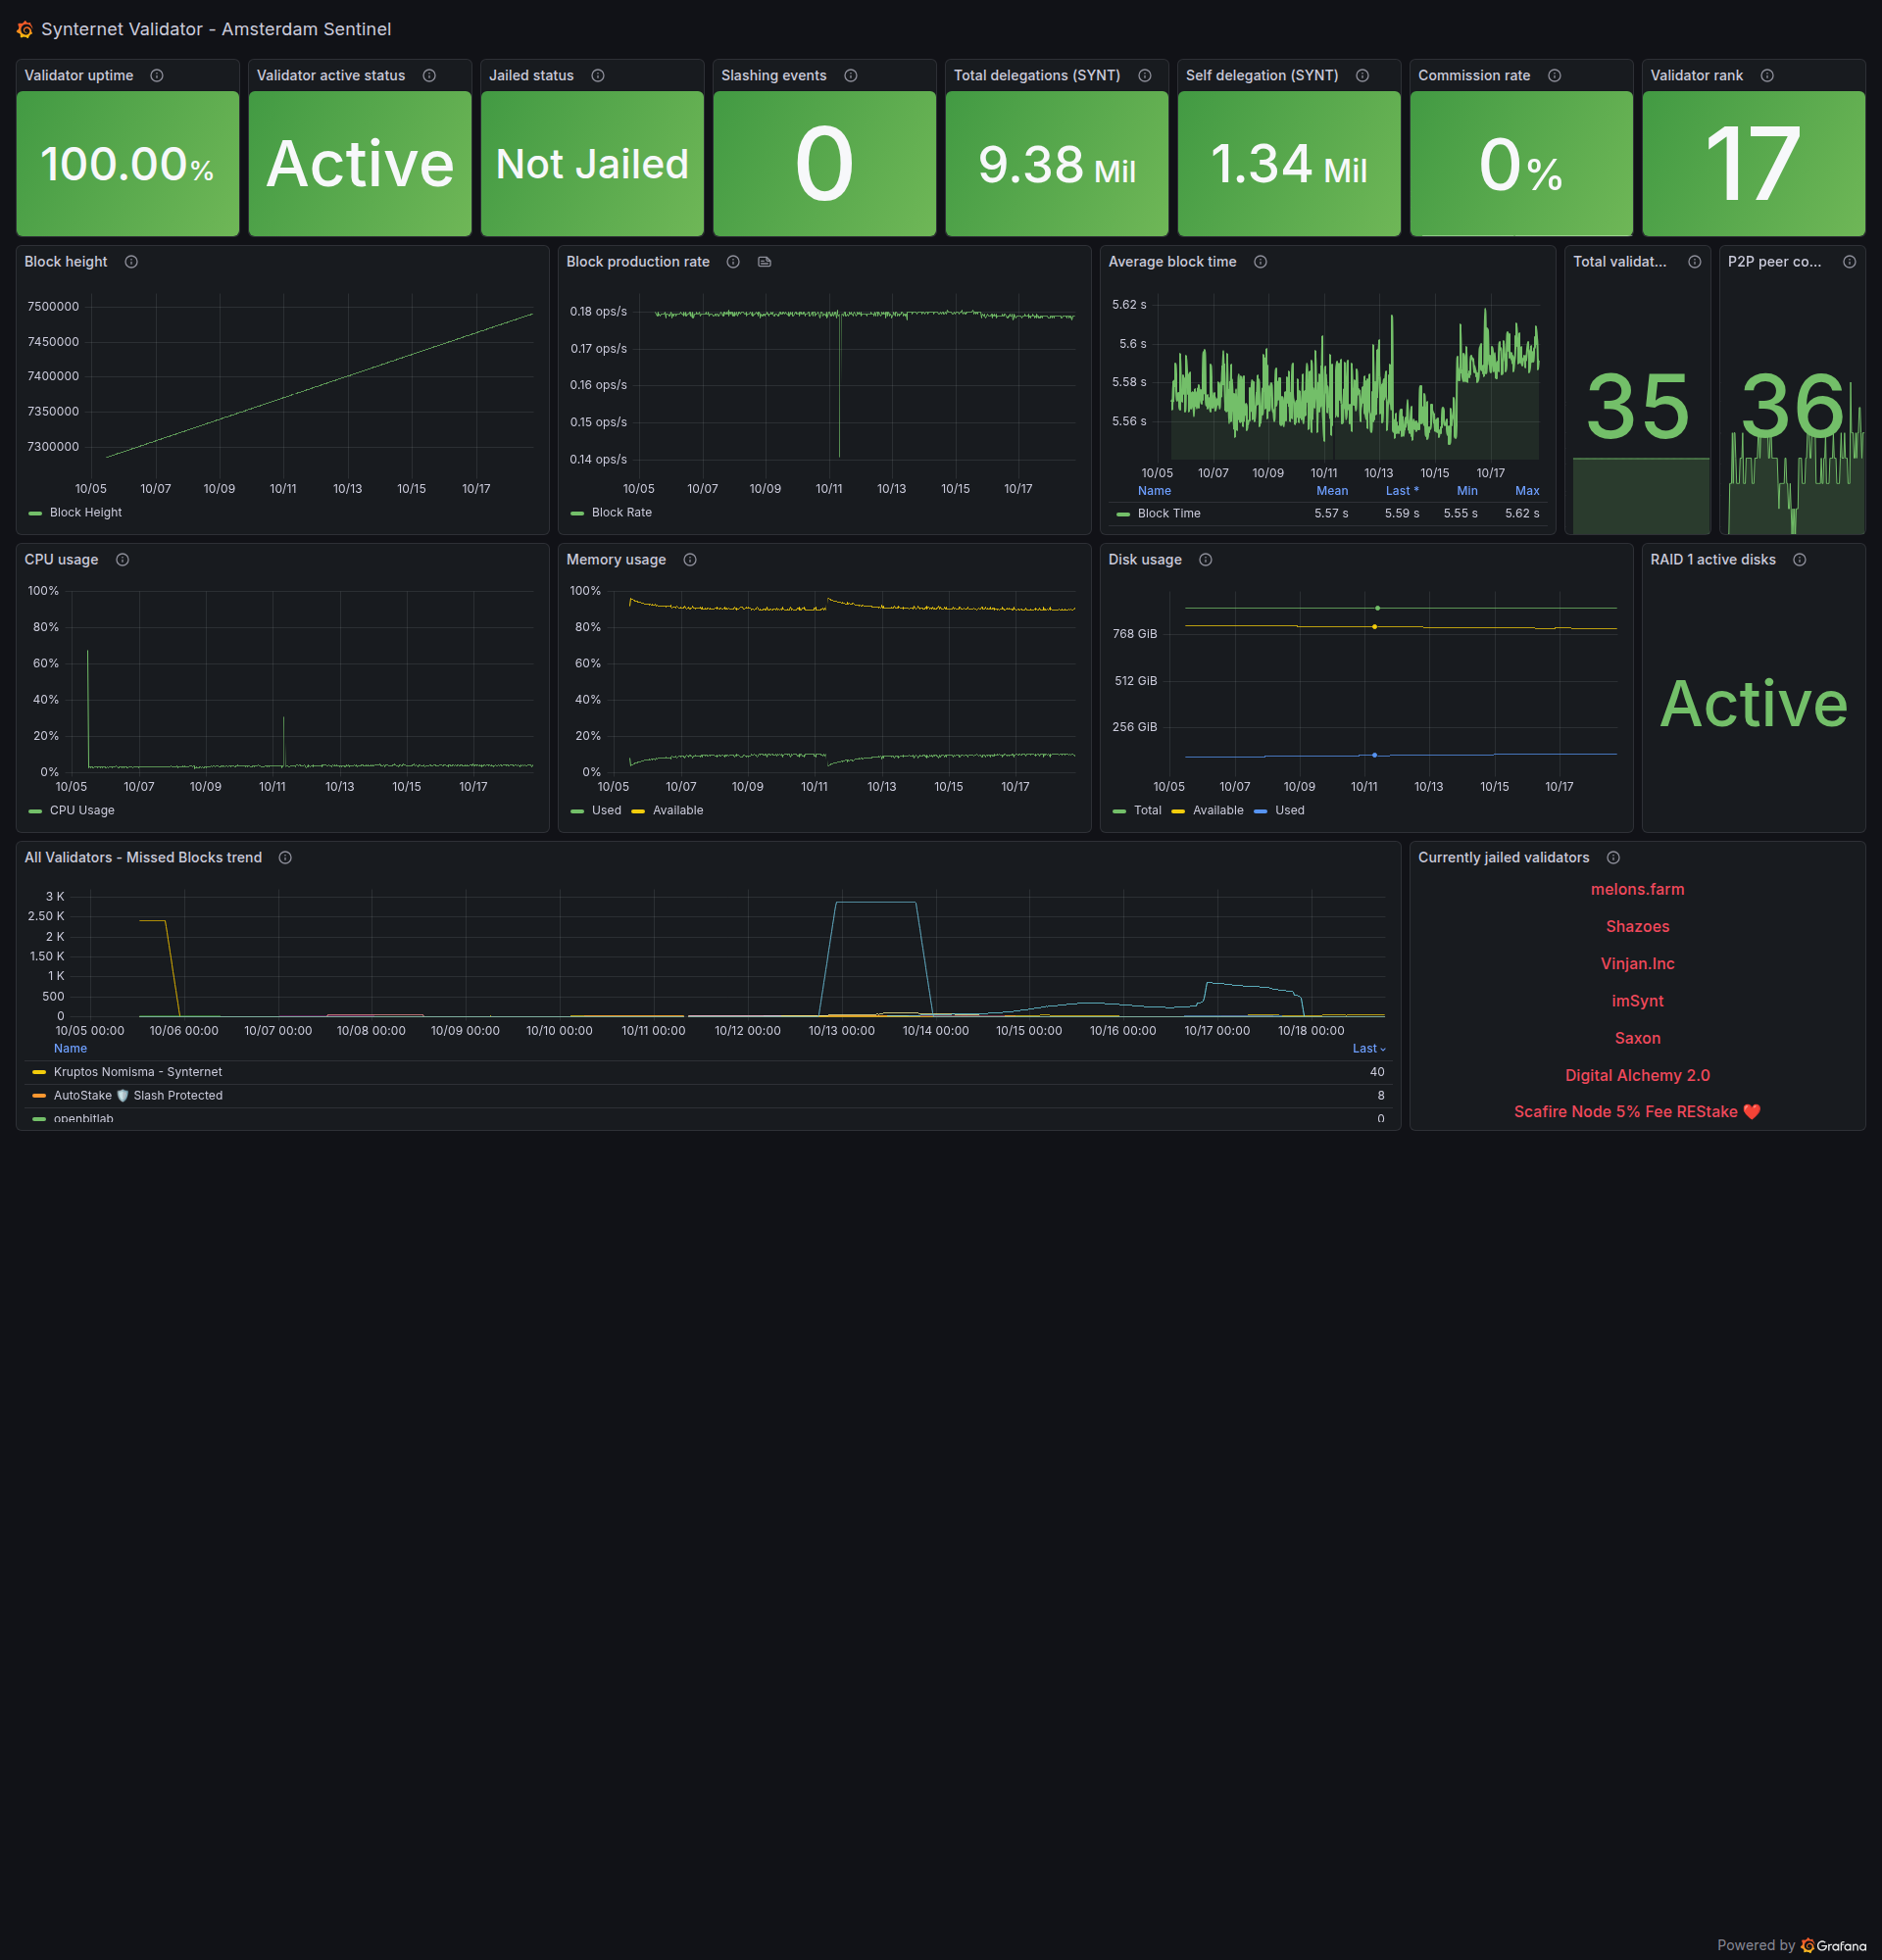 Synternet Validator - Amsterdam Sentinel
Validator uptime
100.00%
Validator active status
Active
Jailed status
Not Jailed
Slashing events
0
Total delegations (SYNT)
9.38 Mil
Self delegation (SYNT)
1.34 Mil
Commission rate
0%
Validator rank
17
Block height
7500000
7450000
7400000
7350000
7300000
10/05 10/07 10/09 10/11 10/13 10/15 10/17
Block Height
Block production rate
0.18 ops/s
0.17 ops/s
0.16 ops/s
0.15 ops/s
0.14 ops/s
10/05 10/07 10/09 10/11 10/13 10/15 10/17
Block Rate
Average block time
5.62 s
5.6 s
5.58 s
5.56 s
10/05 10/07 10/09 10/11 10/13 10/15 10/17
Name Mean Last * Min Max
Block TIme 5.57 s 5.59 s 5.55 s 5.62 s
Total validat...
35
P2P peer co...
36
CPU usage
100%
80%
60%
40%
20%
0%
10/05 10/07 10/09 10/11 10/13 10/15 10/17
CPU Usage
Memory usage
100%
80%
60%
40%
20%
0%
10/05 10/07 10/09 10/11 10/13 10/15 10/17
Used Available
Disk usage
768 GiB
512 GiB
256 GiB
10/05 10/07 10/09 10/11 10/13 10/15 10/17
Total Available Used
RAID 1 active disks
Active
All Validators - Missed Blocks trend
3 K
2.50 K
2 K
1.50 K
1 K
500
0
10/05 00:00 10/06 00:00 10/07 00:00 10/08 00:00 10/09 00:00 10/10 00:00 10/11 00:00 10/12 00:00 10/13 00:00 10/14 00:00 10/15 00:00 10/16 00:00 10/17 00:00 10/18 00:00
Name Last
Kruptos Nomisma - Synternet 40
AutoStake 🛡️ Slash Protected 8
openbitlab 0
Currently jailed validators
melons.farm
Shazoes
Vinjan.Inc
imSynt
Saxon
Digital Alchemy 2.0
Scafire Node 5% Fee REStake ❤️
Powered by Grafana